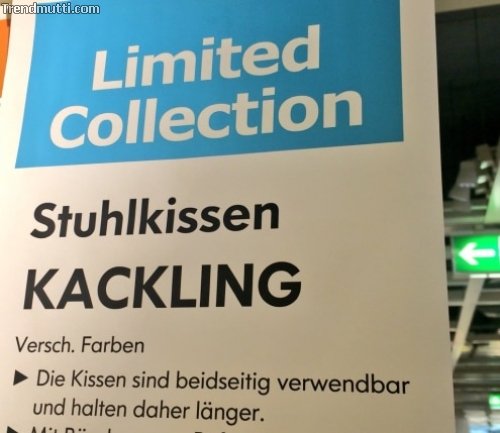 Trendmutti.com
Limited
Collection
Stuhlkissen
KACKLING
Versch. Farben
▶ Die Kissen sind beidseitig verwendbar
und halten daher länger.